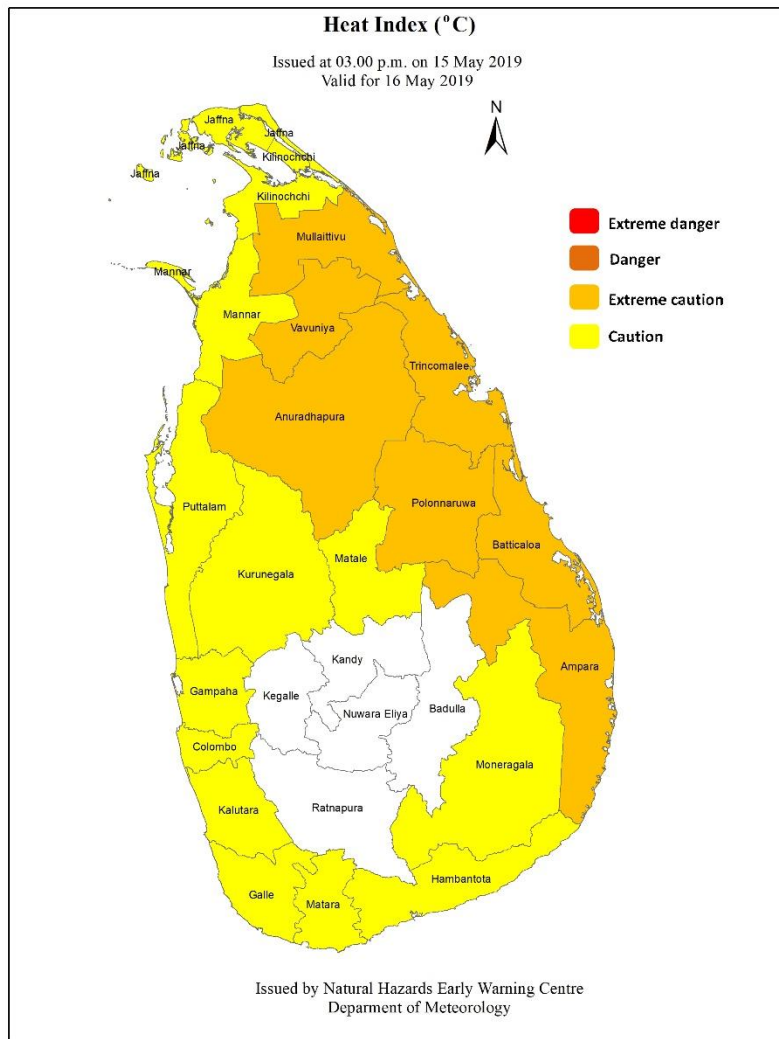 Heat Index (°C)
Issued at 03.00 p.m. on 15 May 2019
Valid for 16 May 2019
N
Jaffna
Jaffna
Jaffna
Kilinochchi
Jaffna
Kilinochchi
Extreme danger
Mullaittivu
Danger
Mannar
Extreme caution
Mannar
Vavuniya
Caution
Trincomalee
Anuradhapura
Puttalam
Polonnaruwa
Batticaloa
Matale
Kurunegala
Kandy
Ampara
Gampaha
Kegalle
Nuwara Eliya
Badulla
Colombo
Moneragala
Kalutara
Ratnapura
Hambantota
Galle
Matara
Issued by Natural Hazards Early Warning Centre
Deparment of Meteorology